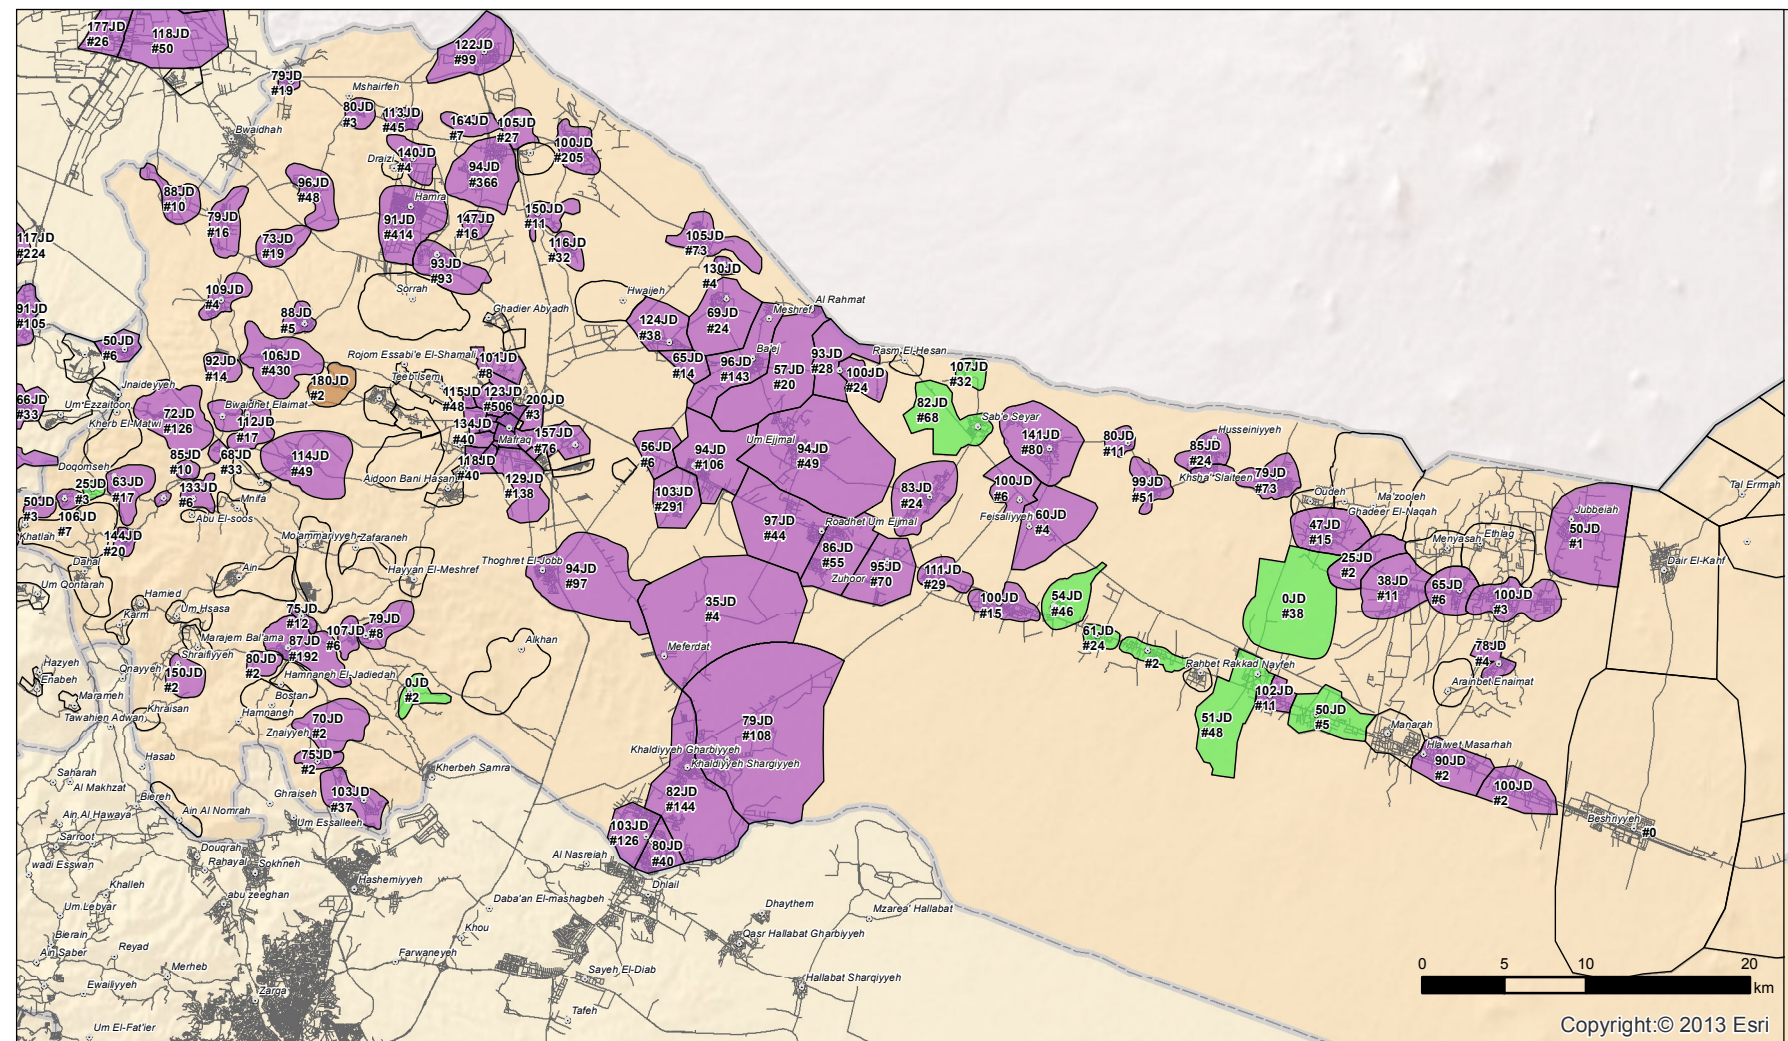 177JD
#26
118JD
#50
122JD
#99
79JD
#19
Mshairfeh
80JD
#3
113JD
#45
164JD
#7
105JD
#27
100JD
#205
Bwaidhah
Draizi
140JD
#4
94JD
#366
88JD
#10
96JD
#48
Hamra
79JD
#16
91JD
#414
147JD
#16
150JD
#11
73JD
#19
116JD
#32
105JD
#73
117JD
#224
93JD
#93
130JD
#4
Sorrah
Hwaijeh
Al Rahmat
109JD
#4
Ghadier Abyadh
Meshref
69JD
#24
124JD
#38
91JD
#105
88JD
#5
50JD
#6
Rojom Essabi'e El-Shamali
101JD
#8
Ba'ej
93JD
#28
Rasm El-Hesan
92JD
#14
106JD
#430
65JD
#14
96JD
#143
57JD
#20
100JD
#24
107JD
#32
Jnaideyyeh
180JD
#2
Teeb Isem
66JD
#33
Um Ezzaitoon
Bwaidhet Elaimat
115JD
#48
123JD
#506
200JD
#3
82JD
#68
Sab'e Seyar
72JD
#126
Kherb El-Matwi
112JD
#17
134JD
#40
Mafraq
157JD
#76
Um Ejjmal
141JD
#80
80JD
#11
Husseiniyyeh
85JD
#24
85JD
#10
68JD
#33
114JD
#49
118JD
#40
56JD
#6
94JD
#106
94JD
#49
Doqomseh
25JD
#3
63JD
#17
133JD
#6
Mnifa
Aidoon Bani Hasan
129JD
#138
103JD
#291
83JD
#24
100JD
#6
99JD
#51
Khsha' Slaiteen
79JD
#73
Tal Ermah
50JD
#3
106JD
#7
Abu El-soos
Oudeh
Ma'zooleh
Ghadeer El-Naqah
Jubbeiah
50JD
#1
Khatlah
144JD
#20
Mo'ammariyyeh
Zafaraneh
97JD
#44
Roadhet Um Ejjmal
Feisaliyyeh
60JD
#4
47JD
#15
Menyasah
Ethlag
Danal
Ain
Hayyan El-Meshref
Thoghret El-Jobb
94JD
#97
86JD
#55
Zuhoor
95JD
#70
111JD
#29
25JD
#2
Dair El-Kahf
Um Qontarah
Hamied
38JD
#11
65JD
#6
100JD
#3
Karm
Um Hsasa
75JD
#12
79JD
#8
35JD
#4
100JD
#15
54JD
#46
0JD
#38
Marajem Bal'ama
87JD
#192
107JD
#6
Alkhan
Meferdat
61JD
#24
#2
78JD
#4
Hazyeh
Enabeh
Qnayyeh
Shraifiyyeh
150JD
#2
80JD
#2
Hamnaneh El-Jadiedah
0JD
#2
Rahbet Rakkad
Nayfeh
Arainbet Enaimat
Marameh
Khraisan
Bostan
102JD
#11
Tawahien Adwan
Hamnaneh
Znaiyyeh
70JD
#2
79JD
#108
51JD
#48
50JD
#5
Manarah
Hasab
75JD
#2
Khaldiyyeh Gharbiyyeh
Khaldiyyeh Shargiyyeh
Hlaiwet Masarhah
90JD
#2
Saharah
Al Makhzat
Kherbeh Samra
Biereh
Ghraiseh
103JD
#37
82JD
#144
100JD
#2
Ain Al Hawaya
Ain Al Nomrah
Um Essalleeh
103JD
#126
Beshriyyeh
#0
Sarroot
Douqrah
80JD
#40
wadi Esswan
Rahayal
Sokhneh
Al Nasreiah
Khalleh
Hashemiyyeh
Dhlail
abu zeeghan
Daba'an El-mashagbeh
Dhaythem
Mzarea' Hallabat
Um Lebyar
Bierain
Khou
Qasr Hallabat Gharbiyyeh
Reyad
Ain Saber
Farwaneyeh
Merheb
Sayeh El-Diab
Hallabat Sharqiyyeh
Ewailiyyeh
Zarqa
Tafeh
Um El-Fat'ier
0 5 10 20
km
Copyright:© 2013 Esri